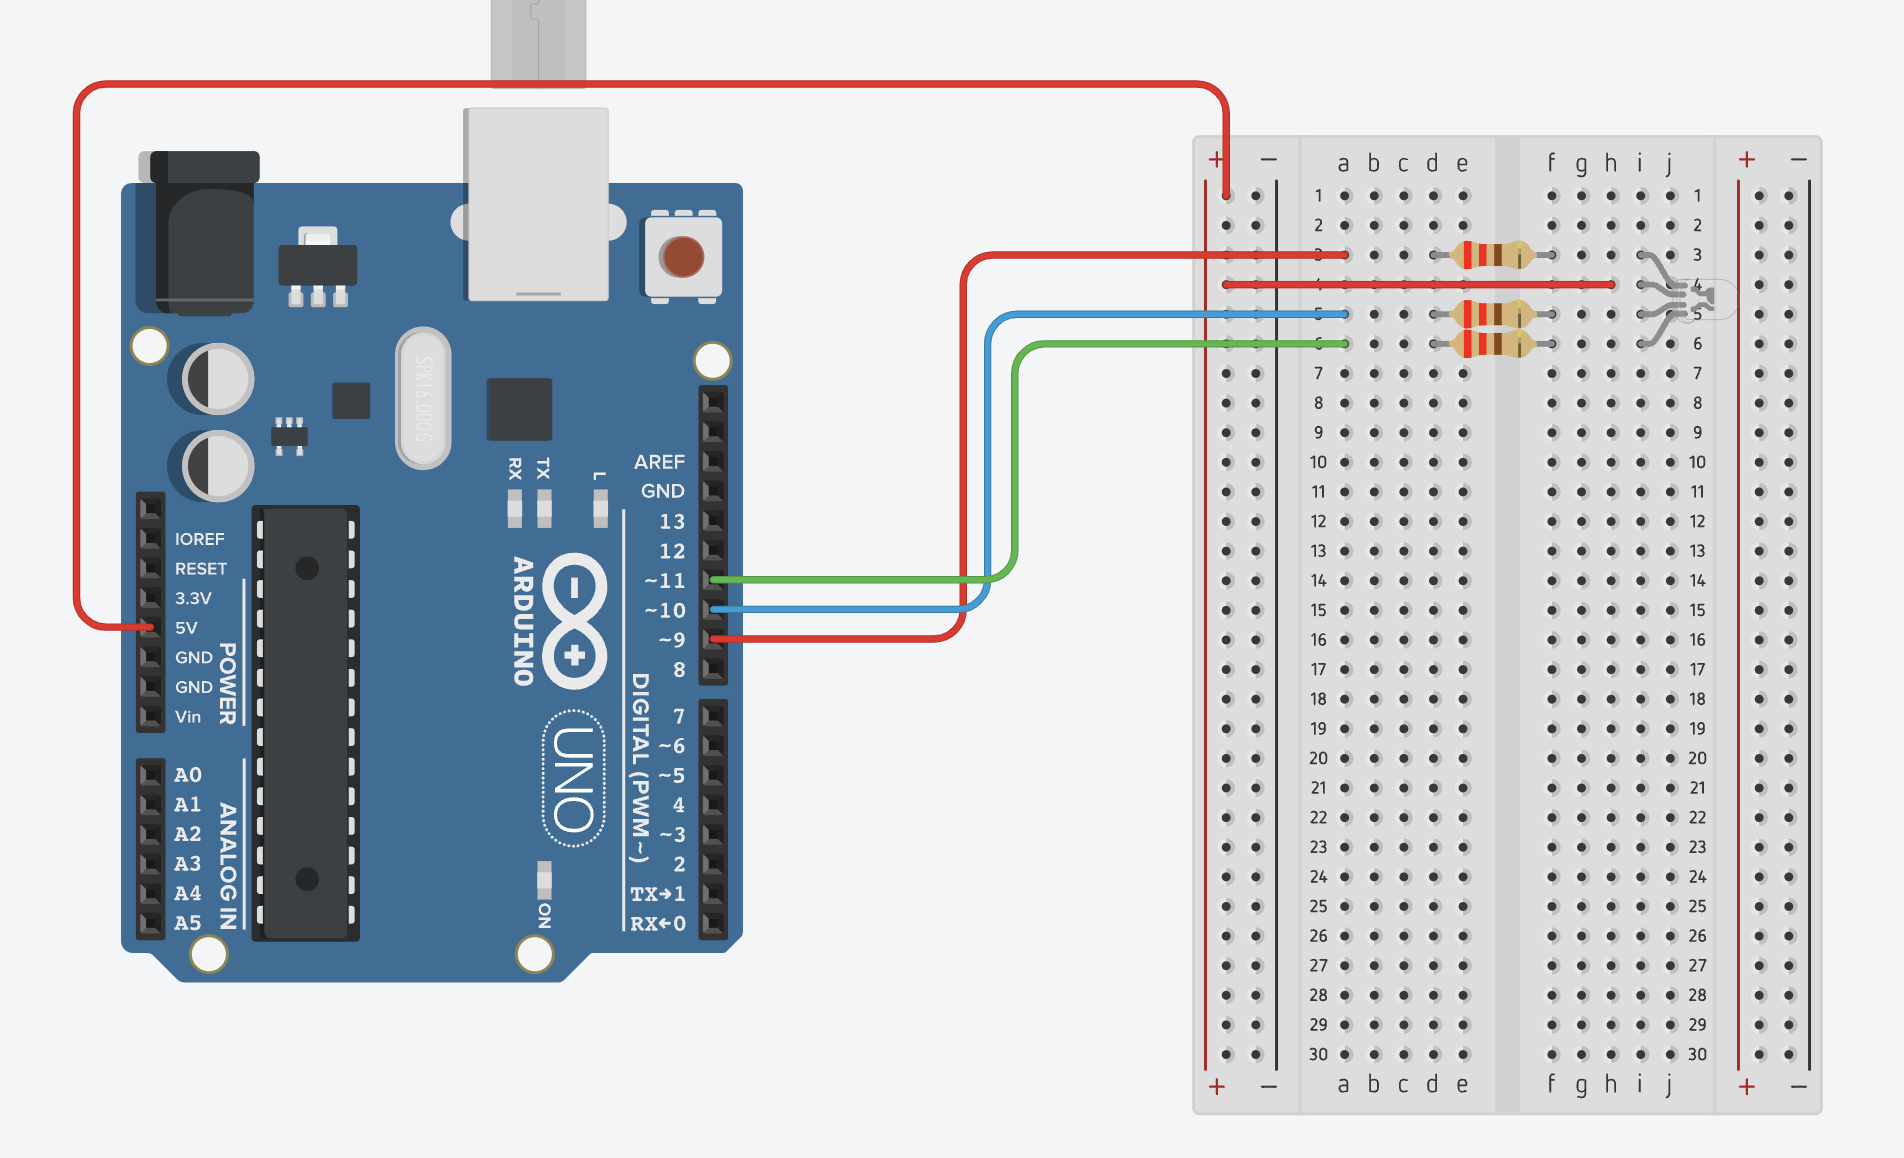 SPK16.000G
RX
TX
L
AREF
GND
13
12
~11
~10
~9
8
7
~6
~5
4
~3
2
TX→1
RX←0
DIGITAL (PWM ~)
ARDUINO
UNO
ON
IOREF
RESET
3.3V
5V
GND
GND
Vin
POWER
A0
A1
A2
A3
A4
A5
ANALOG IN
+ − a b c d e f g h i j + −
1 1
2 2
3 3
4 4
5 5
6 6
7 7
8 8
9 9
10 10
11 11
12 12
13 13
14 14
15 15
16 16
17 17
18 18
19 19
20 20
21 21
22 22
23 23
24 24
25 25
26 26
27 27
28 28
29 29
30 30
+ − a b c d e f g h i j + −